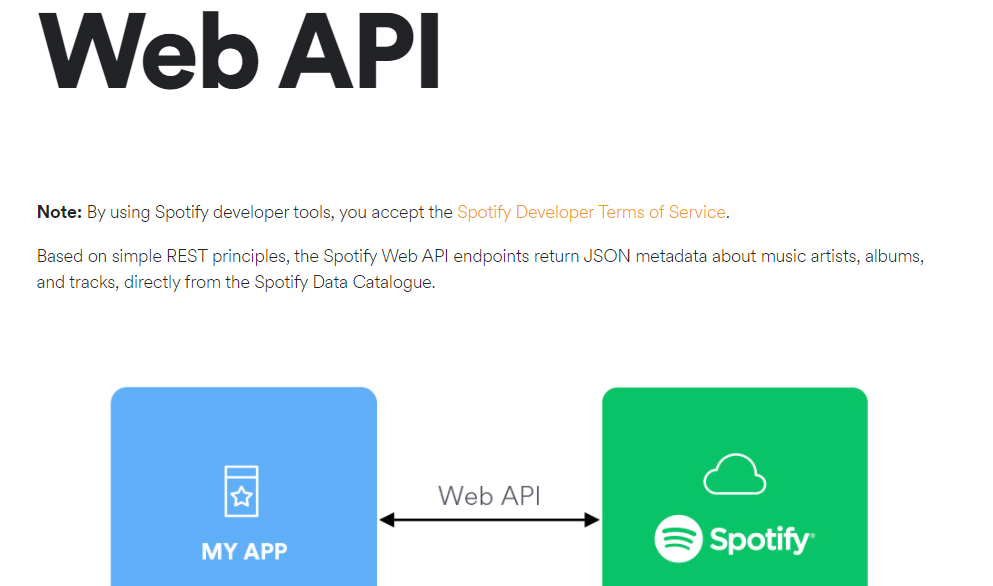 Web API
Note: By using Spotify developer tools, you accept the Spotify Developer Terms of Service.
Based on simple REST principles, the Spotify Web API endpoints return JSON metadata about music artists, albums,
and tracks, directly from the Spotify Data Catalogue.
Web API
MY APP
Spotify®